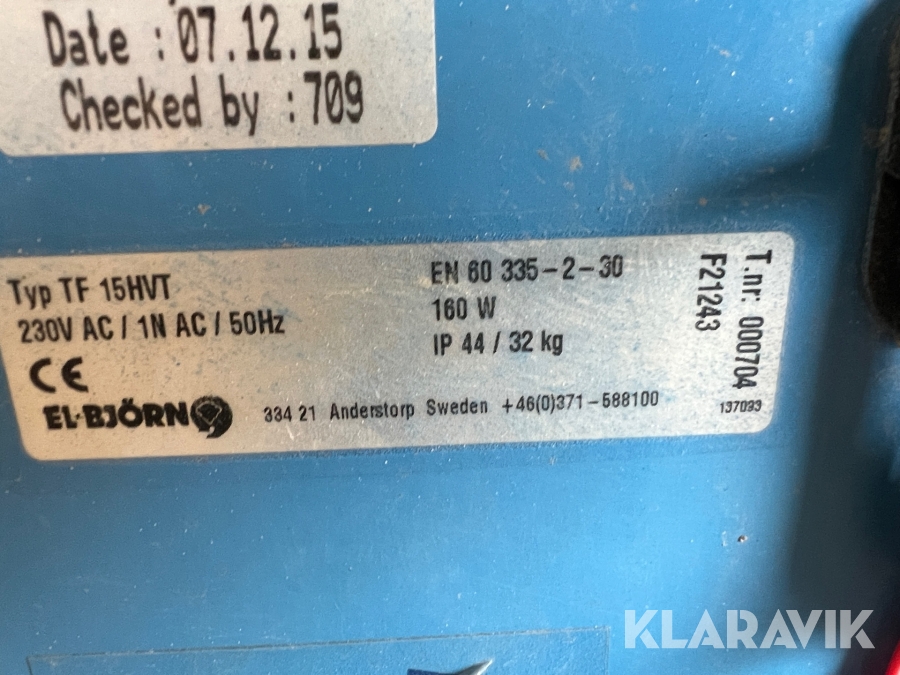 Date : 07.12.15
Checked by : 709
Typ TF 15HVT
230V AC / 1N AC / 50Hz
CE
EL·BJÖRN
EN 60 335-2-30
160 W
IP 44 / 32 kg
334 21 Anderstorp Sweden +46(0)371-588100
T.nr: 000704
F21243
137093
KLARAVIK